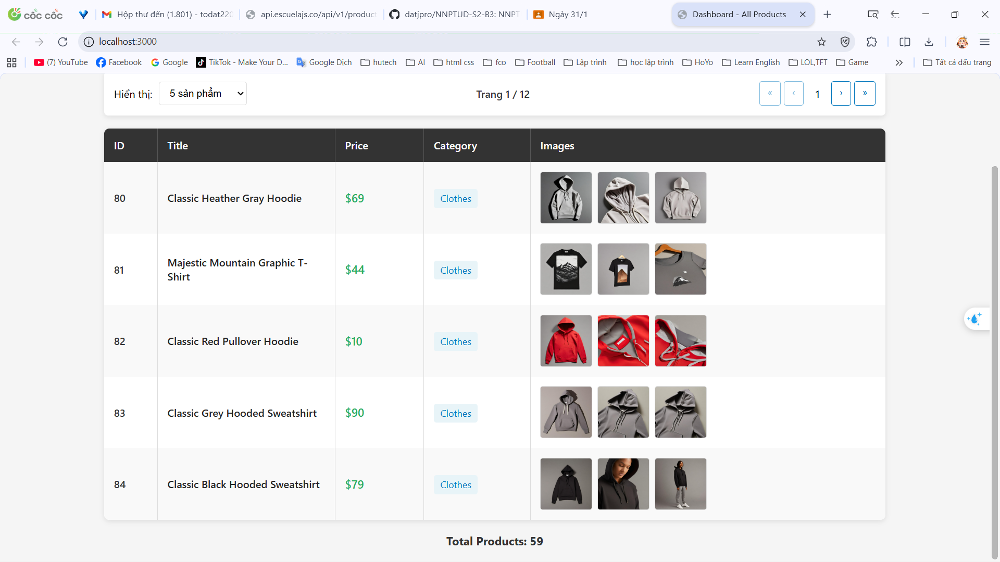 cốc cốc
Hộp thư đến (1.801) - todat220
api.escuelajs.co/api/v1/product
datjpro/NNPTUD-S2-B3: NNPT
Ngày 31/1
Dashboard - All Products
localhost:3000
(7) YouTube
Facebook
Google
TikTok - Make Your D...
Google Dịch
hutech
AI
html css
fco
Football
Lập trình
học lập trình
HoYo
Learn English
LOL,TFT
Game
Tất cả dấu trang
Hiển thị: 5 sản phẩm
Trang 1 / 12
« ‹ 1 › »
ID Title Price Category Images
80 Classic Heather Gray Hoodie $69 Clothes
81 Majestic Mountain Graphic T-
Shirt $44 Clothes
82 Classic Red Pullover Hoodie $10 Clothes
83 Classic Grey Hooded Sweatshirt $90 Clothes
84 Classic Black Hooded Sweatshirt $79 Clothes
Total Products: 59